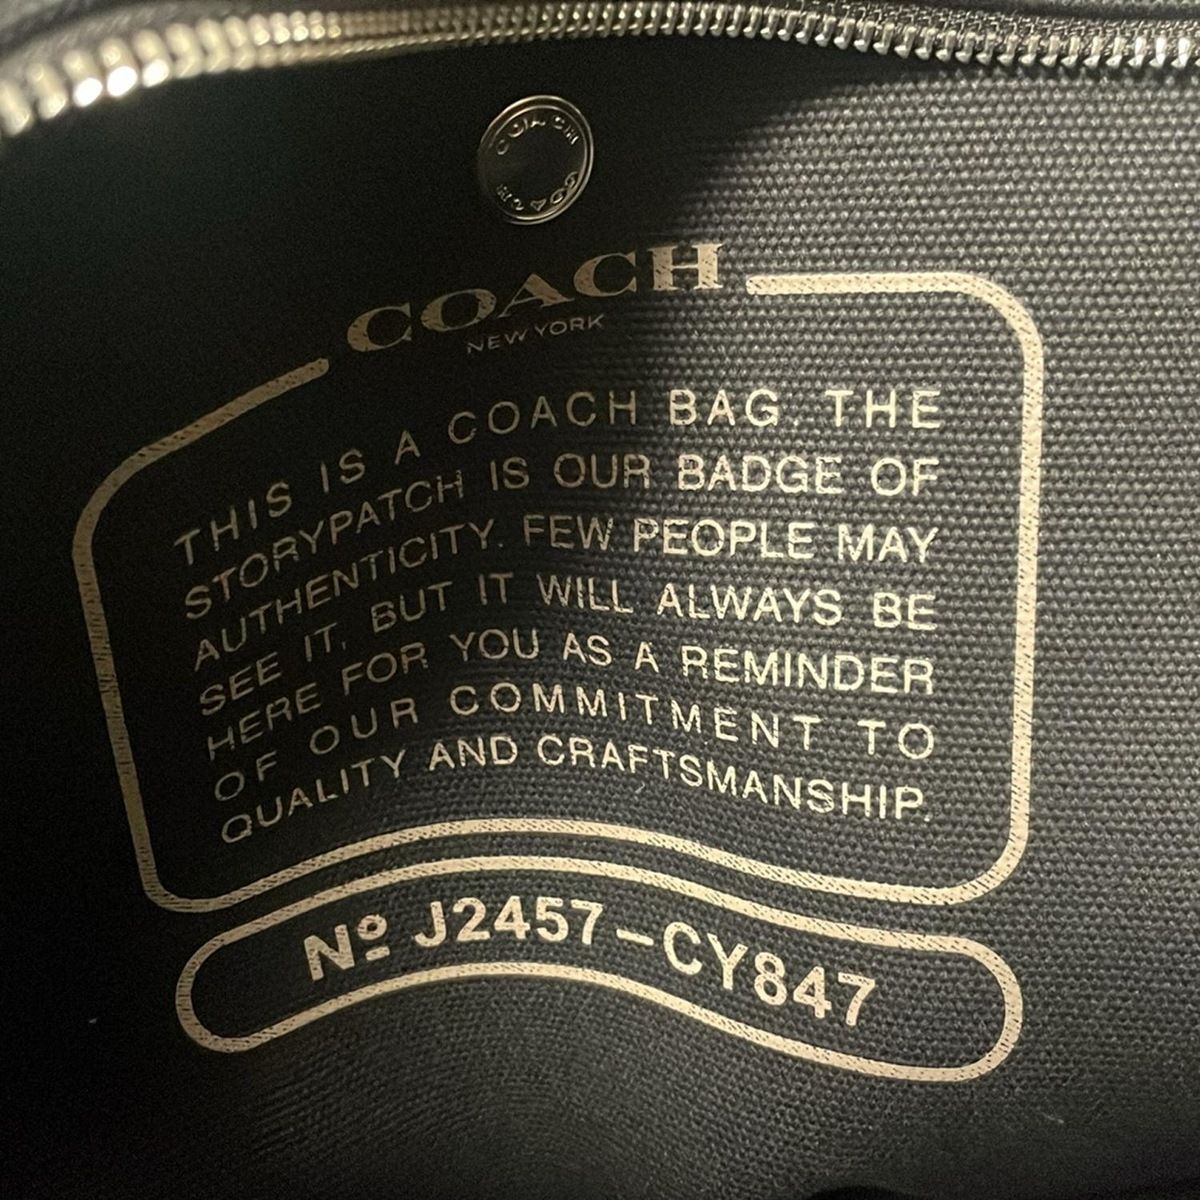 COACH
COACH
COACH
NEW YORK
THIS IS A COACH BAG. THE
STORYPATCH IS OUR BADGE OF
AUTHENTICITY. FEW PEOPLE MAY
SEE IT, BUT IT WILL ALWAYS BE
HERE FOR YOU AS A REMINDER
OF OUR COMMITMENT TO
QUALITY AND CRAFTSMANSHIP.
Nº J2457-CY847